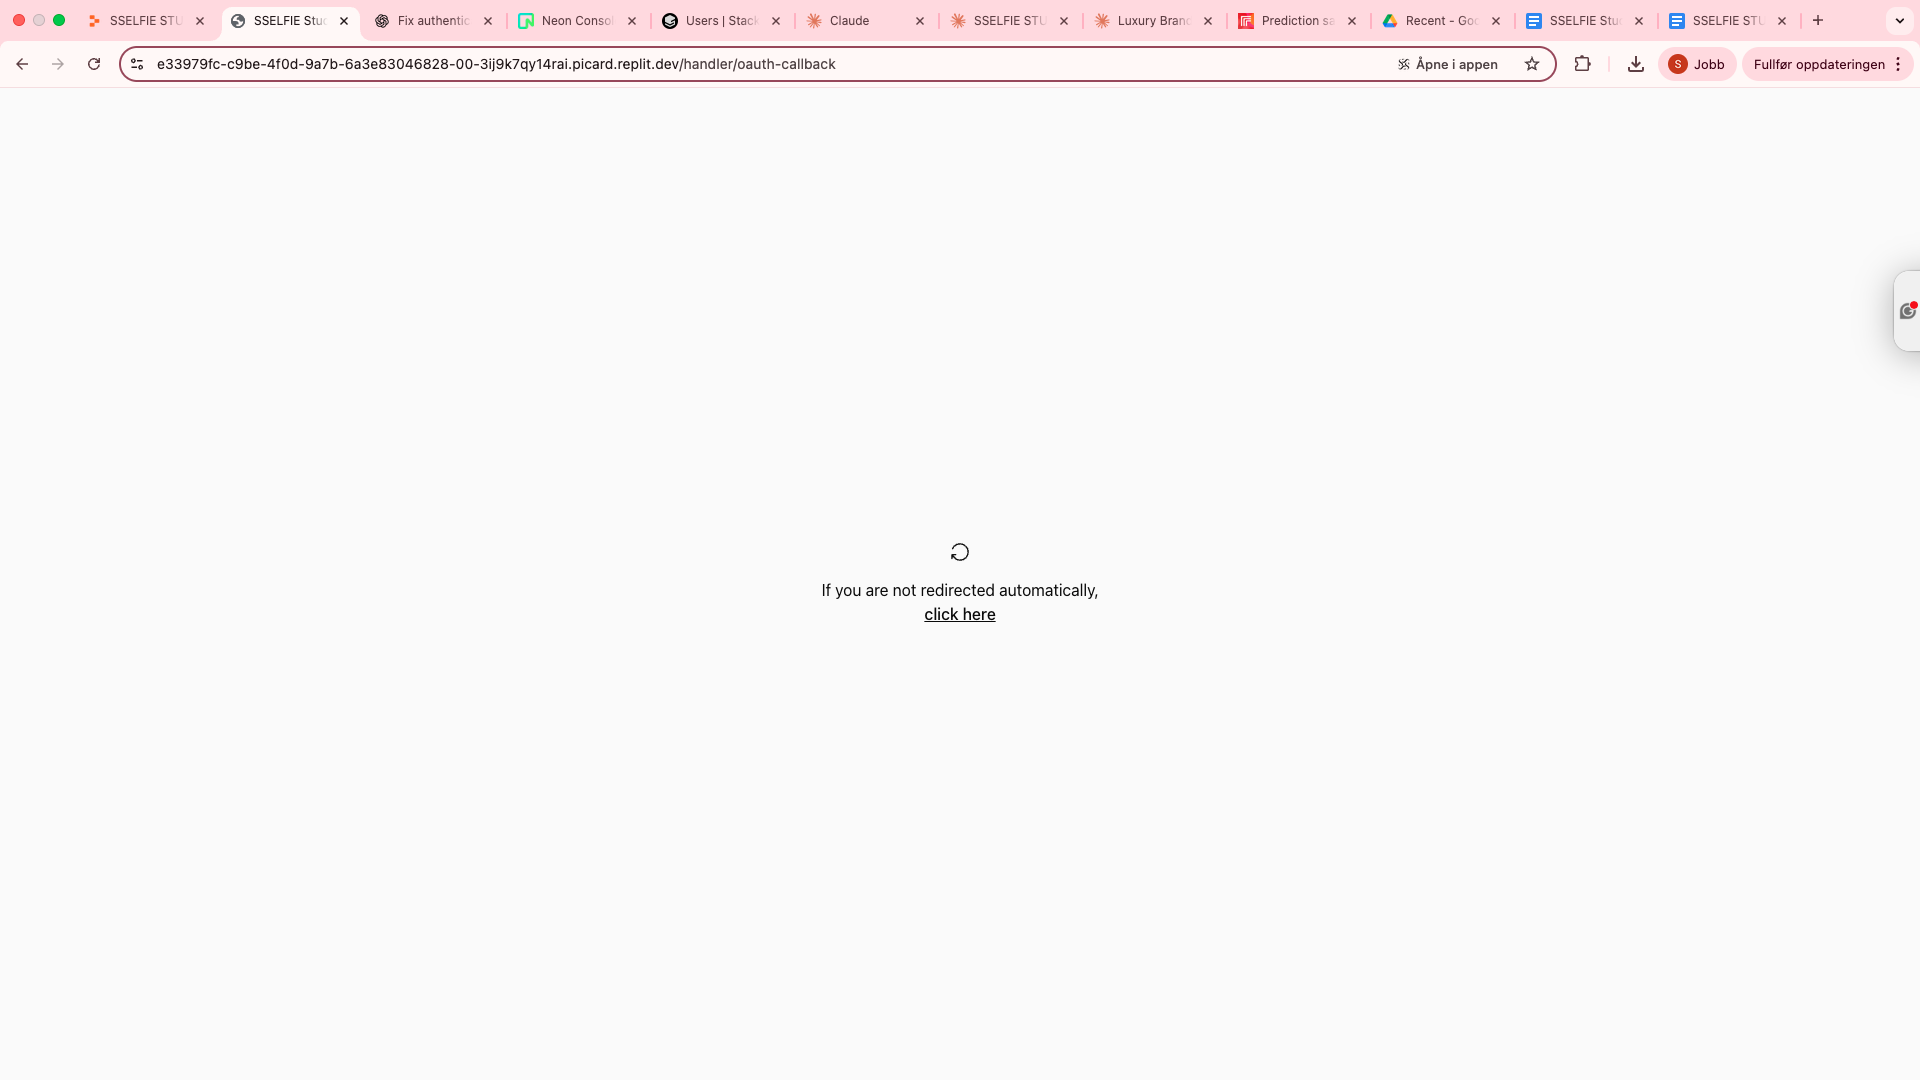 SSELFIE STU
SSELFIE Stud
Fix authentic
Neon Consol
Users | Stack
Claude
SSELFIE STU
Luxury Branc
Prediction sa
Recent - Goo
SSELFIE Stu
SSELFIE STU
e33979fc-c9be-4f0d-9a7b-6a3e83046828-00-3ij9k7qy14rai.picard.replit.dev/handler/oauth-callback
Åpne i appen
S
Jobb
Fullfør oppdateringen
If you are not redirected automatically,
click here